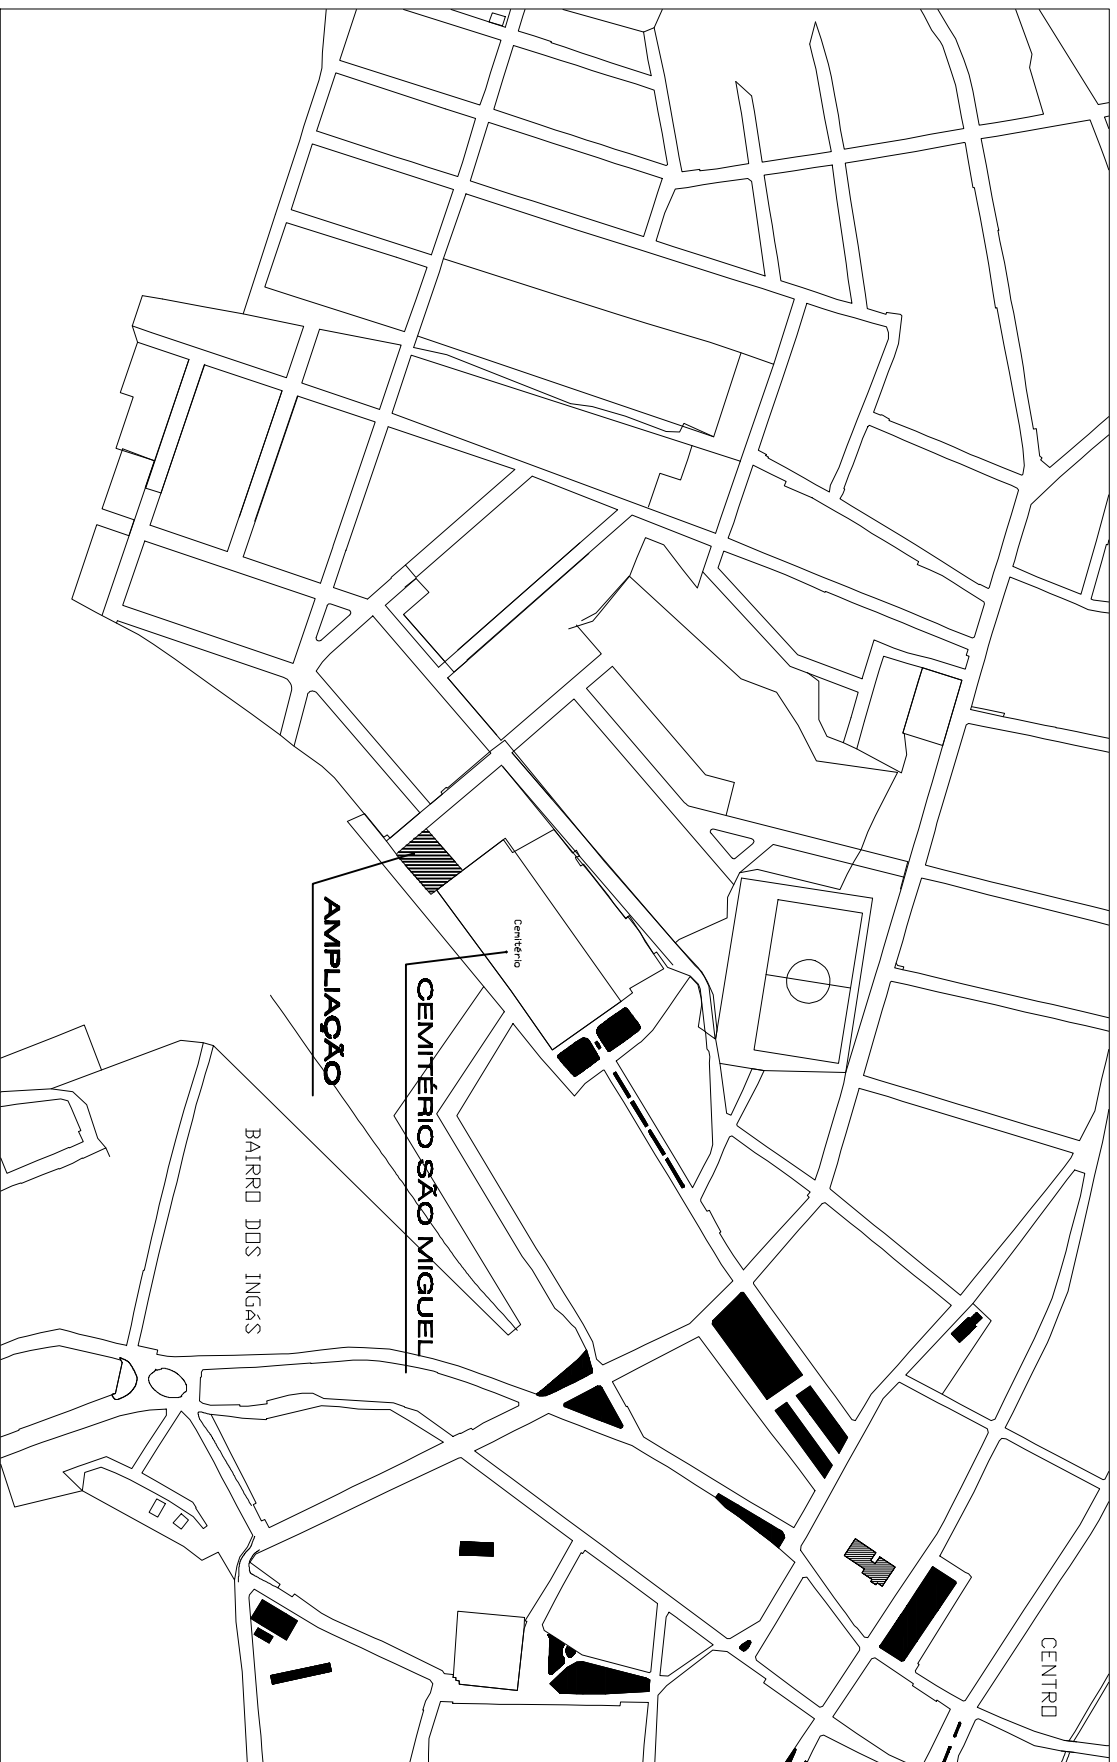 CENTRO
Cemitério
CEMITÉRIO SÃO MIGUEL
AMPLIAÇÃO
BAIRRO DOS INGÁS